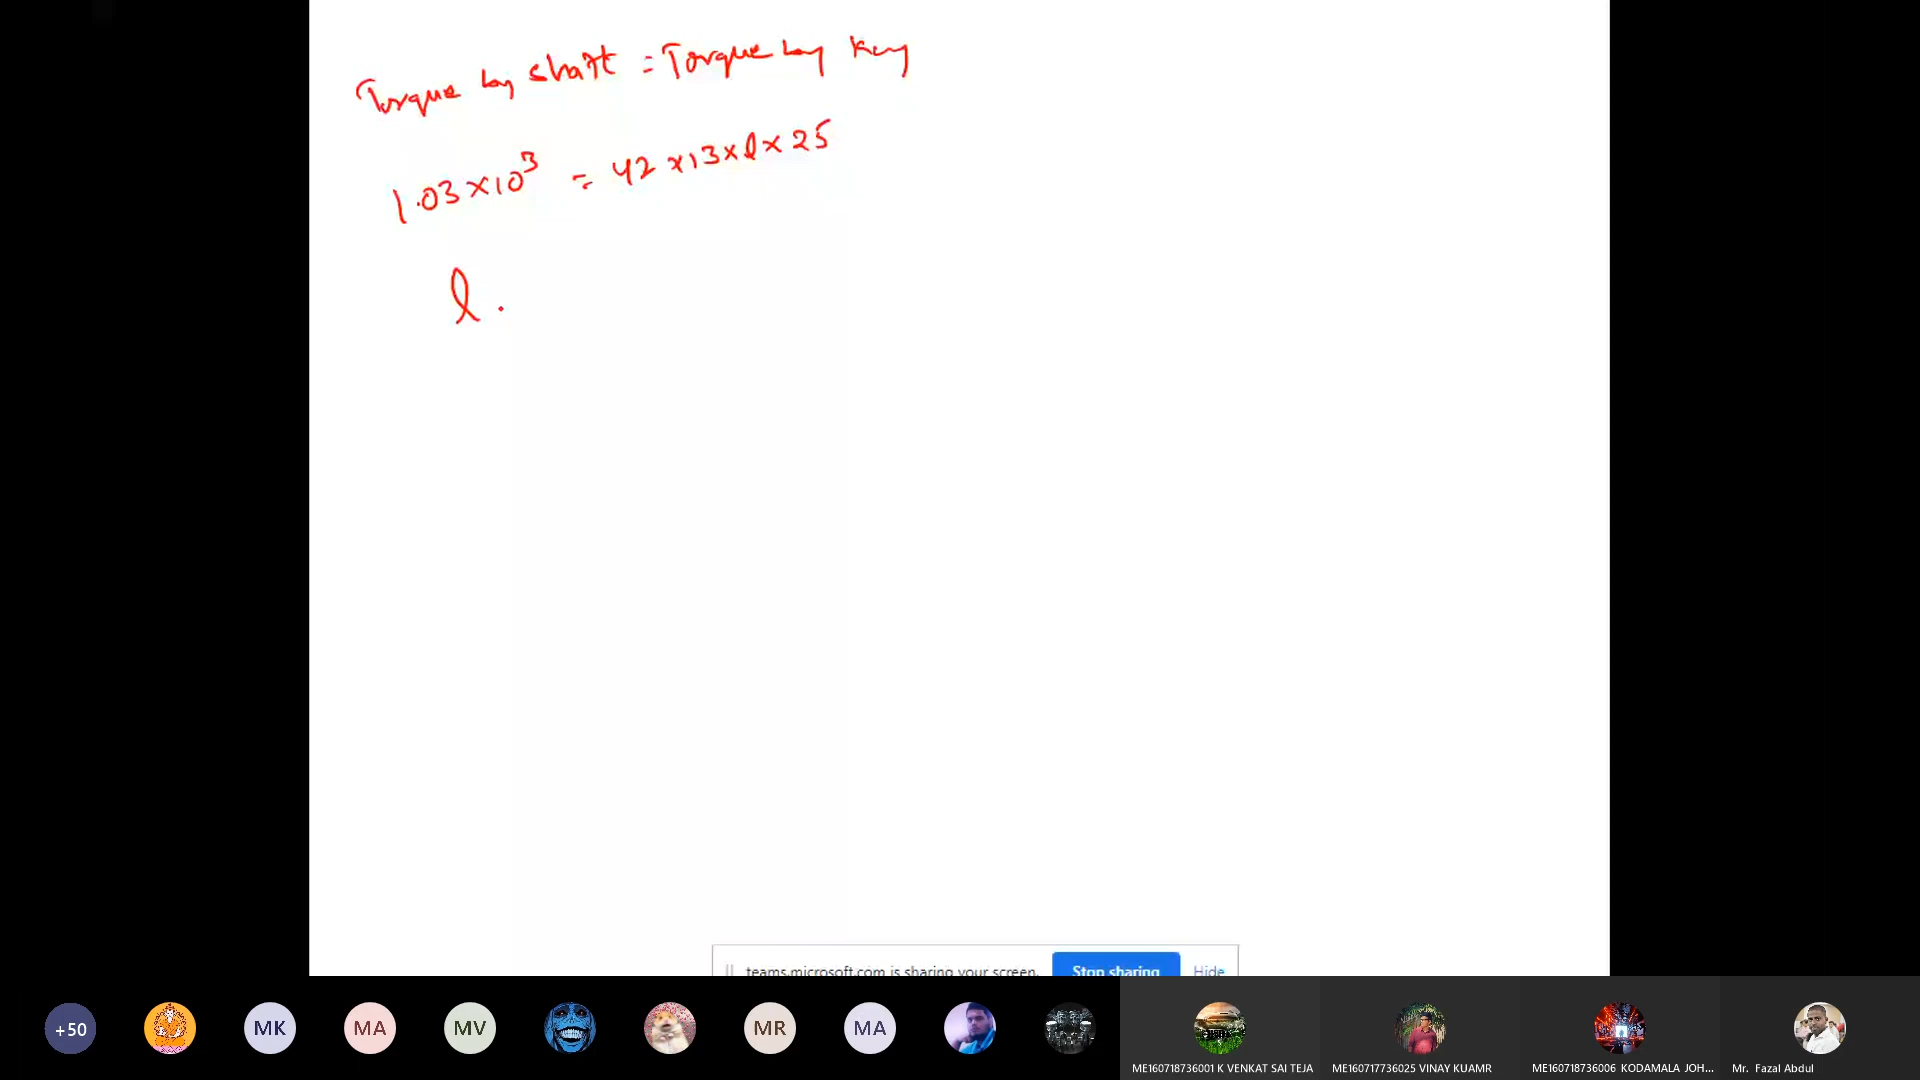 Torque by shaft = Torque by key
1.03×10³ = 42×13×l×25
l.
teams.microsoft.com is sharing your screen. Stop sharing Hide
+50 MK MA MV MR MA
ME160718736001 K VENKAT SAI TEJA ME160717736025 VINAY KUAMR ME160718736006 KODAMALA JOH... Mr. Fazal Abdul